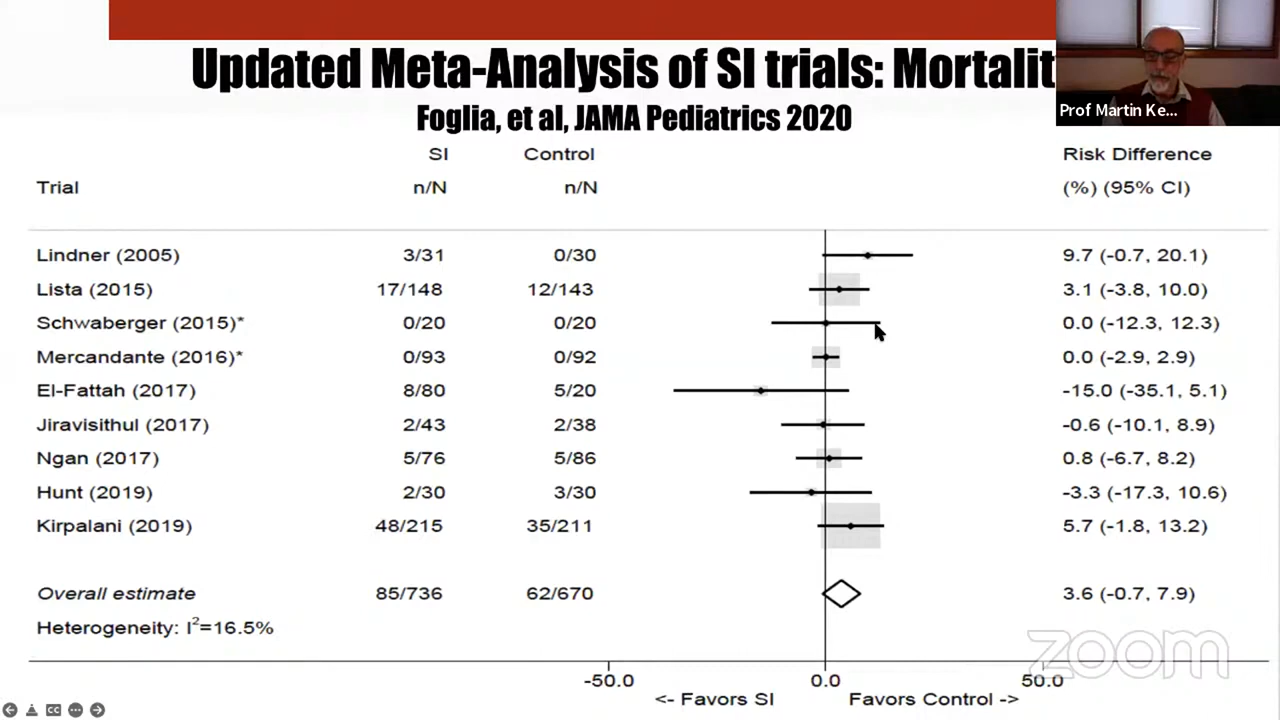 Updated Meta-Analysis of SI trials: Mortalit
Foglia, et al, JAMA Pediatrics 2020
Prof Martin Ke...
SI Control Risk Difference
Trial n/N n/N (%) (95% CI)
Lindner (2005) 3/31 0/30 9.7 (-0.7, 20.1)
Lista (2015) 17/148 12/143 3.1 (-3.8, 10.0)
Schwaberger (2015)* 0/20 0/20 0.0 (-12.3, 12.3)
Mercandante (2016)* 0/93 0/92 0.0 (-2.9, 2.9)
El-Fattah (2017) 8/80 5/20 -15.0 (-35.1, 5.1)
Jiravisithul (2017) 2/43 2/38 -0.6 (-10.1, 8.9)
Ngan (2017) 5/76 5/86 0.8 (-6.7, 8.2)
Hunt (2019) 2/30 3/30 -3.3 (-17.3, 10.6)
Kirpalani (2019) 48/215 35/211 5.7 (-1.8, 13.2)
Overall estimate 85/736 62/670 3.6 (-0.7, 7.9)
Heterogeneity: I²=16.5%
zoom
-50.0 0.0 50.0
<- Favors SI Favors Control ->
CC